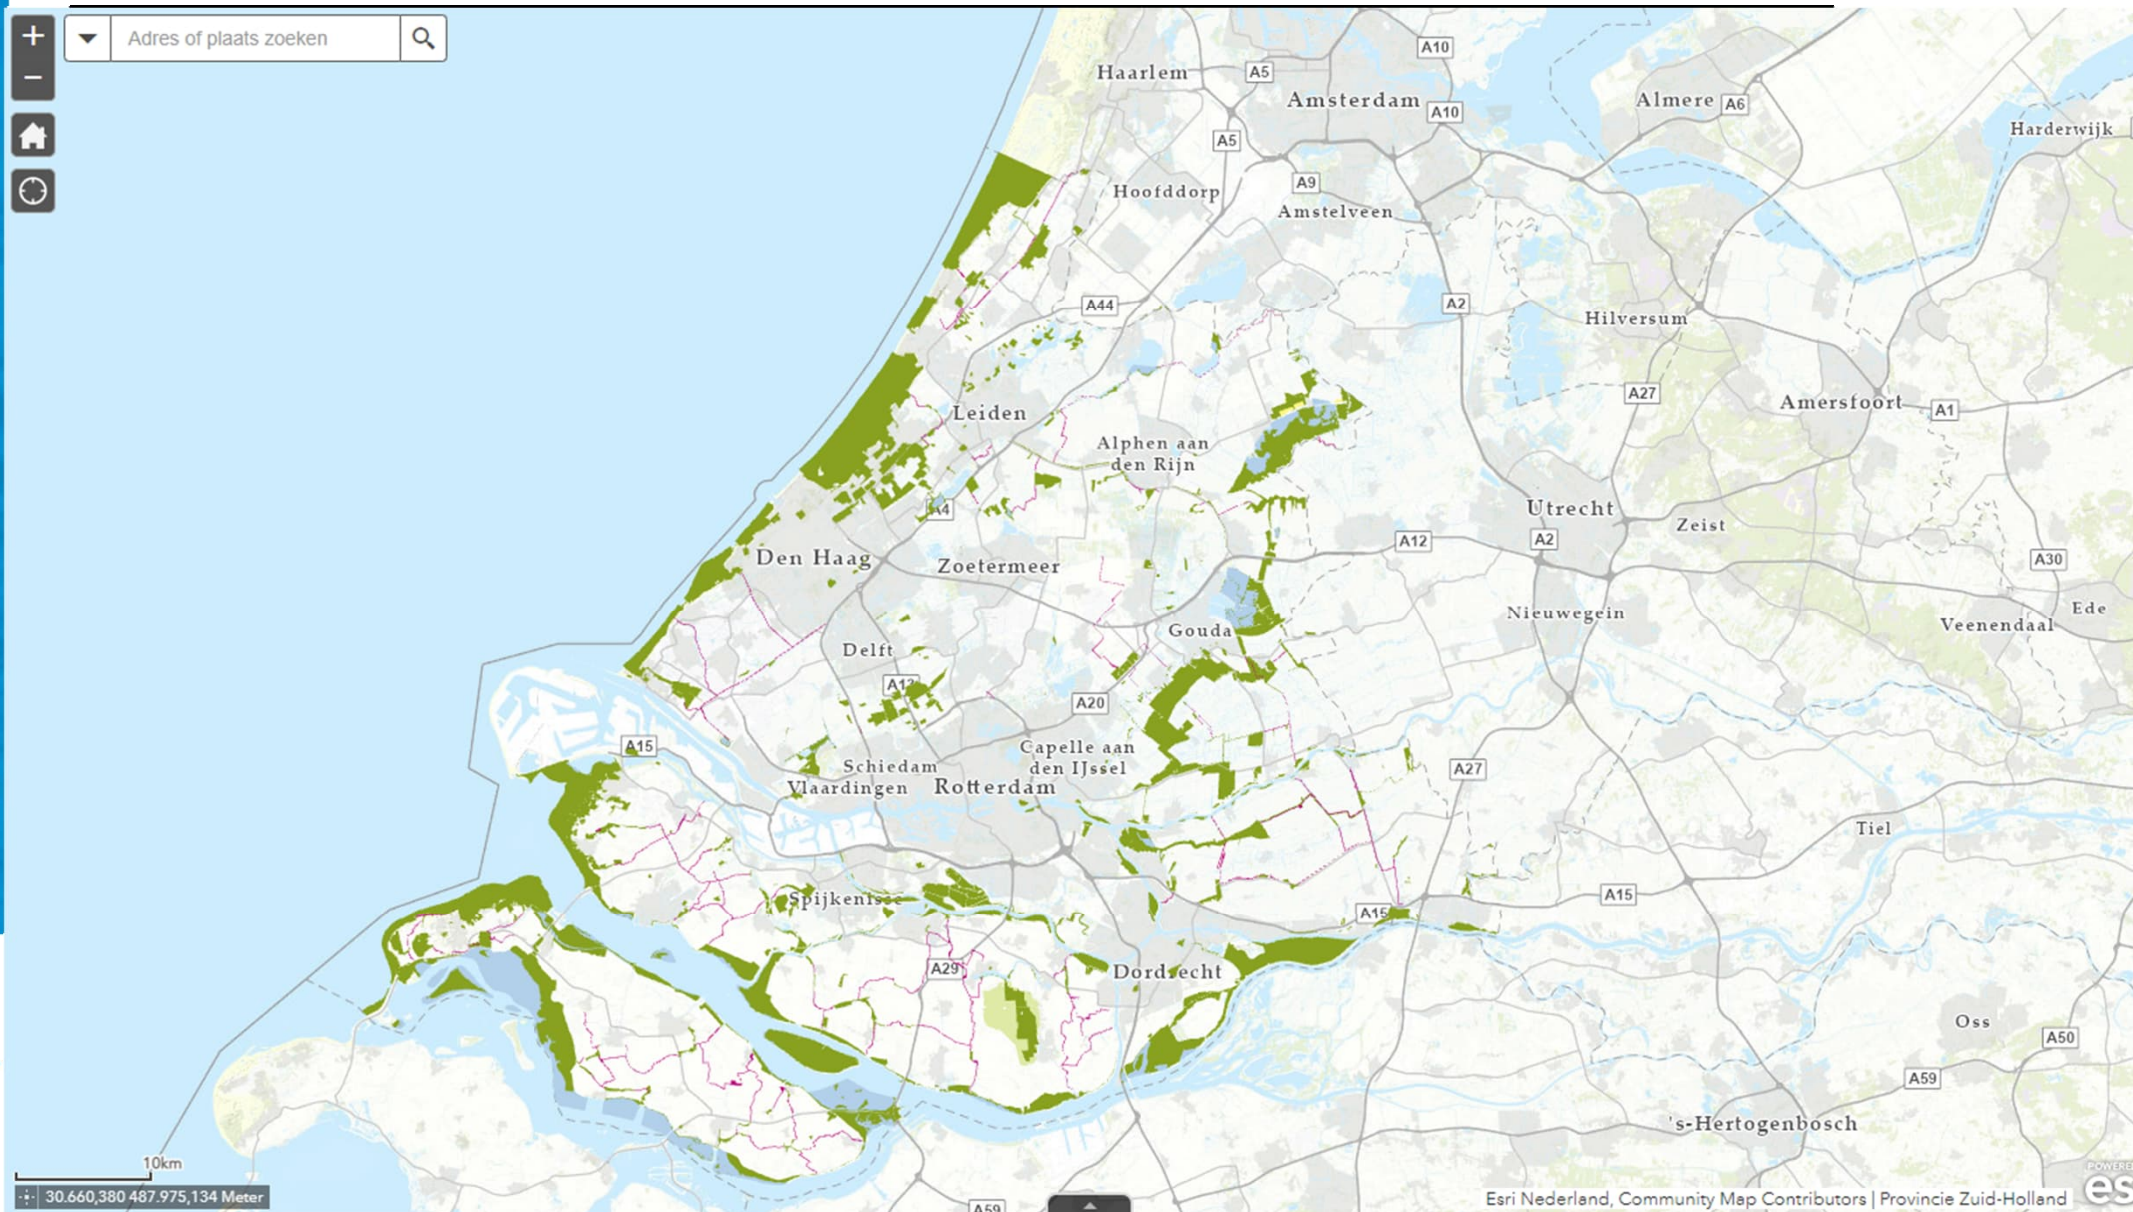 +
Adres of plaats zoeken
−
A10
Haarlem
A5
Amsterdam
A10
Almere
A6
Harderwijk
A5
Hoofddorp
A9
Amstelveen
A44
A2
Hilversum
A27
Amersfoort
A1
Leiden
Alphen aan
den Rijn
A4
Utrecht
Zeist
Den Haag
Zoetermeer
A12
A2
A30
Nieuwegein
Ede
Veenendaal
Gouda
Delft
A13
A20
A15
Capelle aan
den IJssel
Schiedam
Vlaardingen
Rotterdam
A27
Tiel
Spijkenisse
A15
A15
A29
Dordrecht
Oss
A50
A59
's-Hertogenbosch
10km
30.660,380 487.975,134 Meter
A59
Esri Nederland, Community Map Contributors | Provincie Zuid-Holland